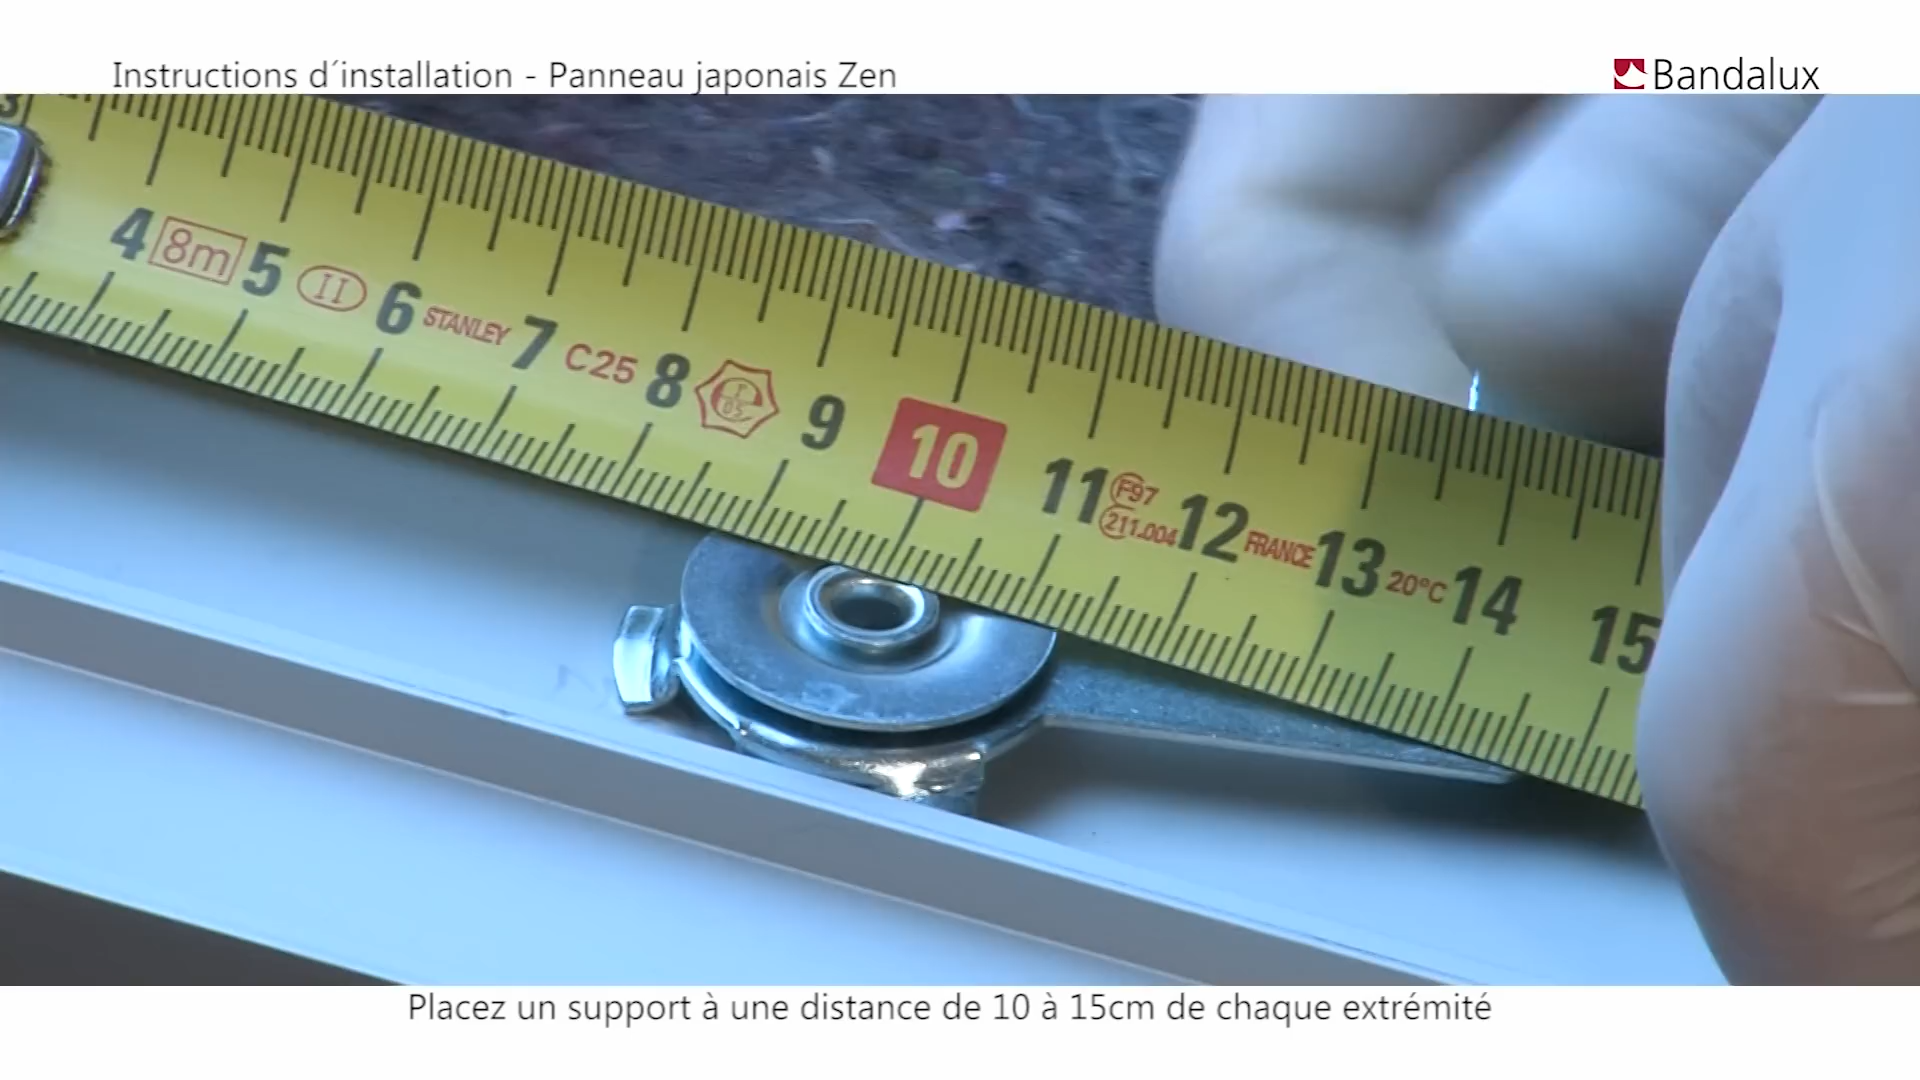 Instructions d´installation - Panneau japonais Zen
Bandalux
3
4 8m 5 II 6 STANLEY 7 C25 8 9 10 11 F97 211.004 12 FRANCE 13 20°C 14 15
Placez un support à une distance de 10 à 15cm de chaque extrémité